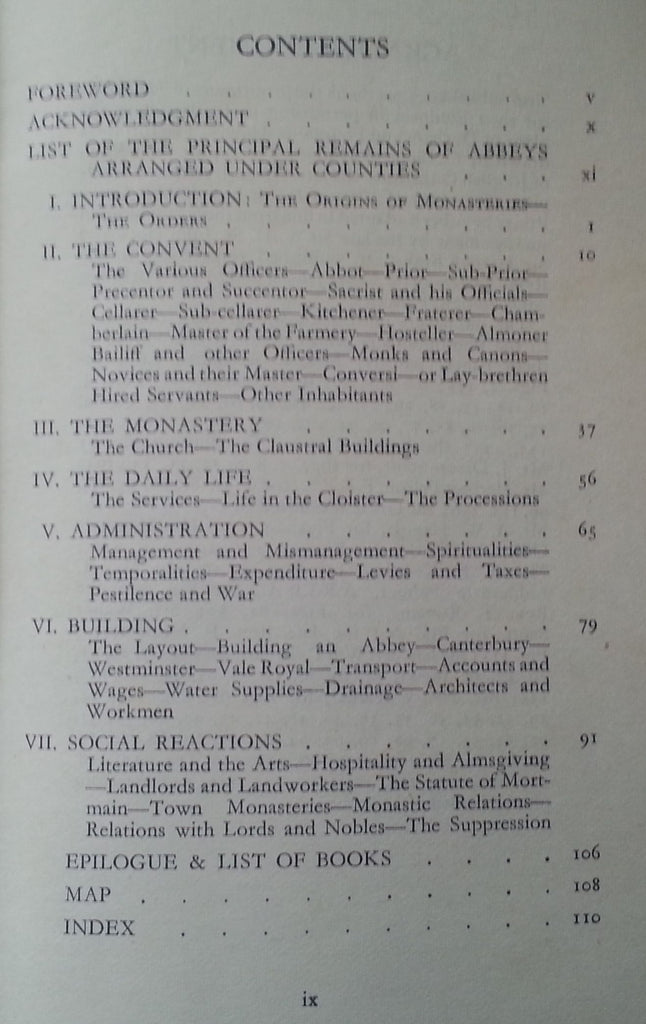 CONTENTS
FOREWORD . . . . . . . . . . v
ACKNOWLEDGMENT . . . . . . . . x
LIST OF THE PRINCIPAL REMAINS OF ABBEYS
ARRANGED UNDER COUNTIES . . . xi
I. INTRODUCTION: The Origins of Monasteries—
The Orders . . . . . . . . . 1
II. THE CONVENT . . . . . . . . 10
The Various Officers—Abbot—Prior—Sub-Prior—
Precentor and Succentor—Sacrist and his Officials—
Cellarer—Sub-cellarer—Kitchener—Fraterer—Cham-
berlain—Master of the Farmery—Hosteller—Almoner
Bailiff and other Officers—Monks and Canons—
Novices and their Master—Conversi—or Lay-brethren
Hired Servants—Other Inhabitants
III. THE MONASTERY . . . . . . . 37
The Church—The Claustral Buildings
IV. THE DAILY LIFE . . . . . . . . 56
The Services—Life in the Cloister—The Processions
V. ADMINISTRATION . . . . . . . 65
Management and Mismanagement—Spiritualities—
Temporalities—Expenditure—Levies and Taxes—
Pestilence and War
VI. BUILDING . . . . . . . . . . 79
The Layout—Building an Abbey—Canterbury—
Westminster—Vale Royal—Transport—Accounts and
Wages—Water Supplies—Drainage—Architects and
Workmen
VII. SOCIAL REACTIONS . . . . . . . 91
Literature and the Arts—Hospitality and Almsgiving
—Landlords and Landworkers—The Statute of Mort-
main—Town Monasteries—Monastic Relations—
Relations with Lords and Nobles—The Suppression
EPILOGUE & LIST OF BOOKS . . . . 106
MAP . . . . . . . . . . . 108
INDEX . . . . . . . . . . 110
ix